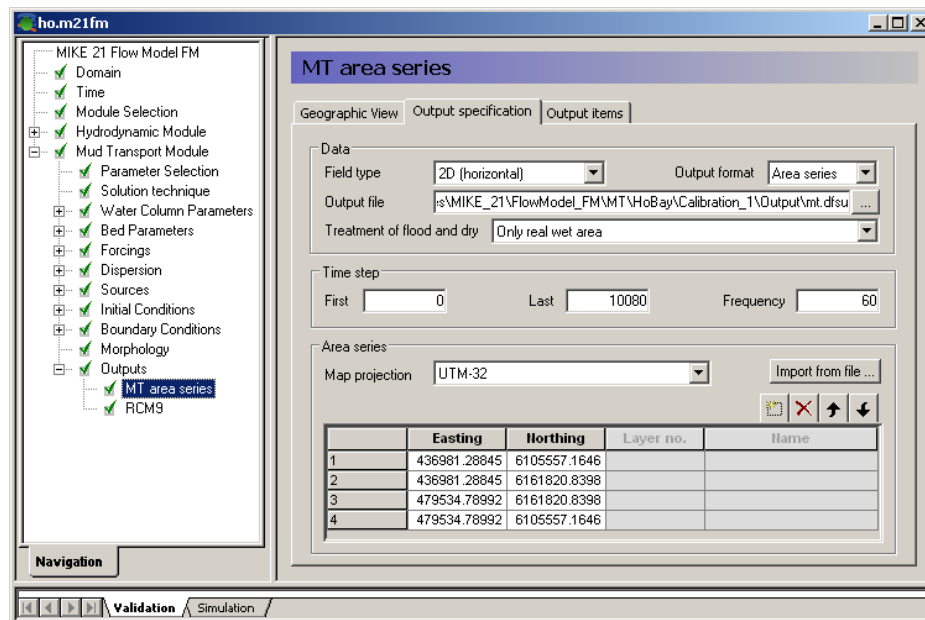 ho.m21fm
MIKE 21 Flow Model FM
Domain
Time
Module Selection
Hydrodynamic Module
Mud Transport Module
Parameter Selection
Solution technique
Water Column Parameters
Bed Parameters
Forcings
Dispersion
Sources
Initial Conditions
Boundary Conditions
Morphology
Outputs
MT area series
RCM9
Navigation
MT area series
Geographic View Output specification Output items
Data
Field type 2D (horizontal) Output format Area series
Output file s\MIKE_21\FlowModel_FM\MT\HoBay\Calibration_1\Output\mt.dfsu ...
Treatment of flood and dry Only real wet area
Time step
First 0 Last 10080 Frequency 60
Area series
Map projection UTM-32 Import from file ...
Easting Northing Layer no. Name
1 436981.28845 6105557.1646
2 436981.28845 6161820.8398
3 479534.78992 6161820.8398
4 479534.78992 6105557.1646
Validation Simulation